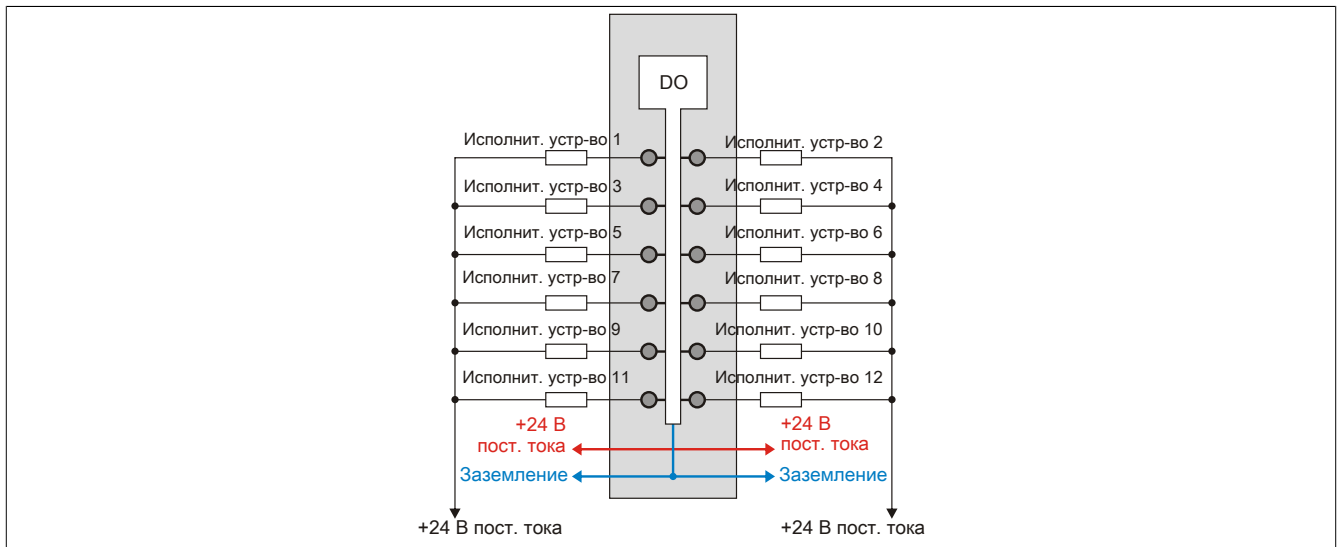 DO
Исполнит. устр-во 1
Исполнит. устр-во 2
Исполнит. устр-во 3
Исполнит. устр-во 4
Исполнит. устр-во 5
Исполнит. устр-во 6
Исполнит. устр-во 7
Исполнит. устр-во 8
Исполнит. устр-во 9
Исполнит. устр-во 10
Исполнит. устр-во 11
Исполнит. устр-во 12
+24 В
пост. тока
+24 В
пост. тока
Заземление
Заземление
+24 В пост. тока
+24 В пост. тока